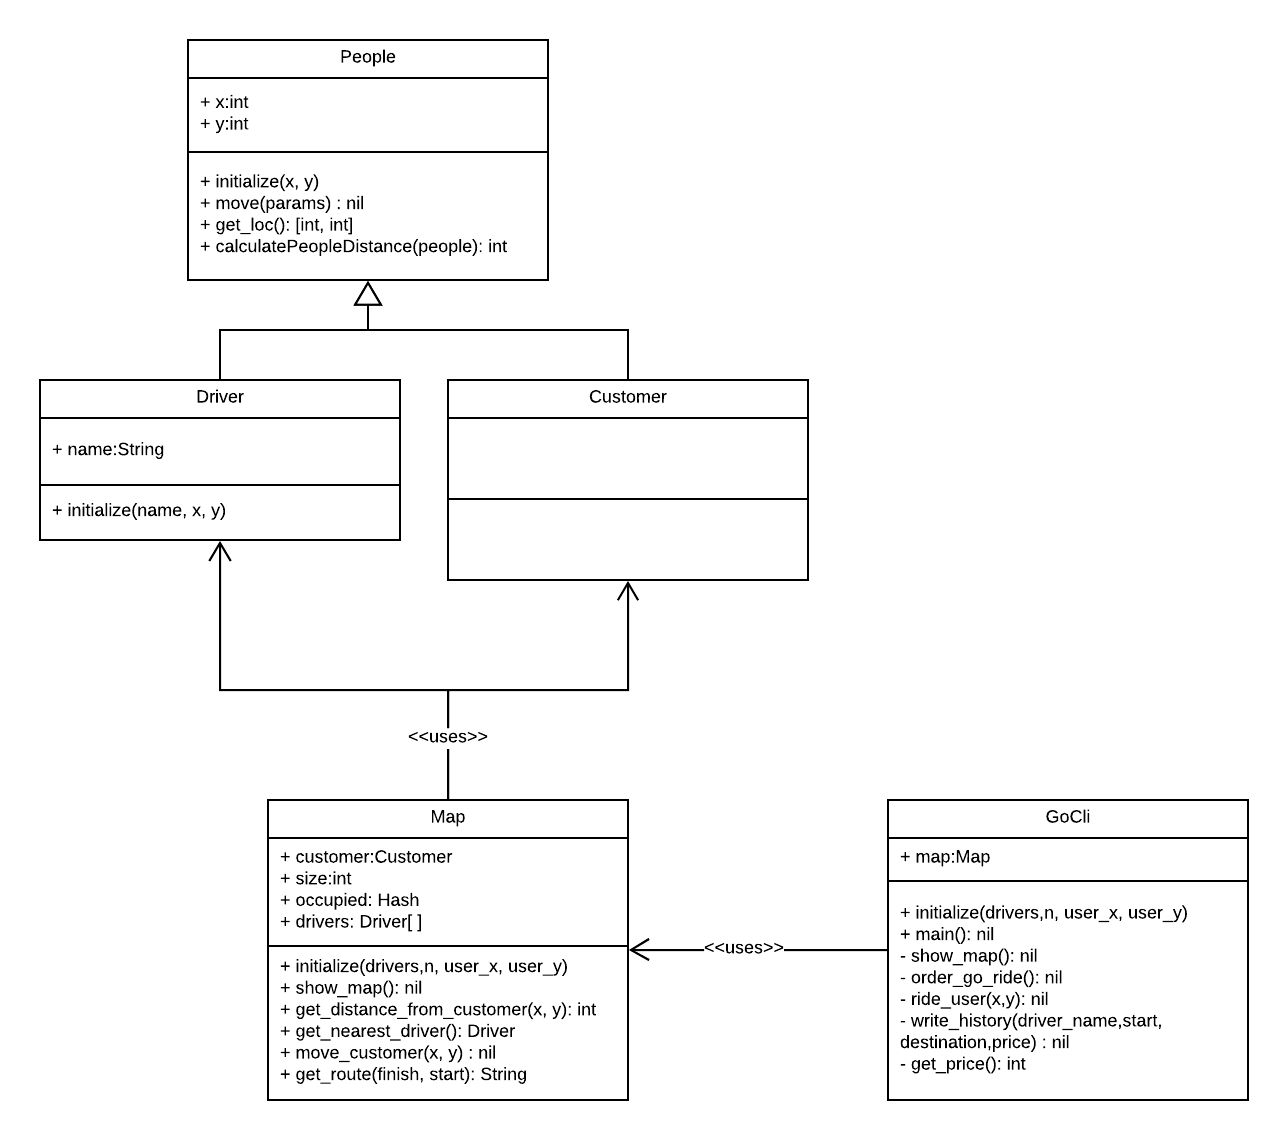 People
+ x:int
+ y:int
+ initialize(x, y)
+ move(params) : nil
+ get_loc(): [int, int]
+ calculatePeopleDistance(people): int
Driver
+ name:String
+ initialize(name, x, y)
Customer
<<uses>>
Map
+ customer:Customer
+ size:int
+ occupied: Hash
+ drivers: Driver[ ]
+ initialize(drivers,n, user_x, user_y)
+ show_map(): nil
+ get_distance_from_customer(x, y): int
+ get_nearest_driver(): Driver
+ move_customer(x, y) : nil
+ get_route(finish, start): String
<<uses>>
GoCli
+ map:Map
+ initialize(drivers,n, user_x, user_y)
+ main(): nil
- show_map(): nil
- order_go_ride(): nil
- ride_user(x,y): nil
- write_history(driver_name,start,
destination,price) : nil
- get_price(): int